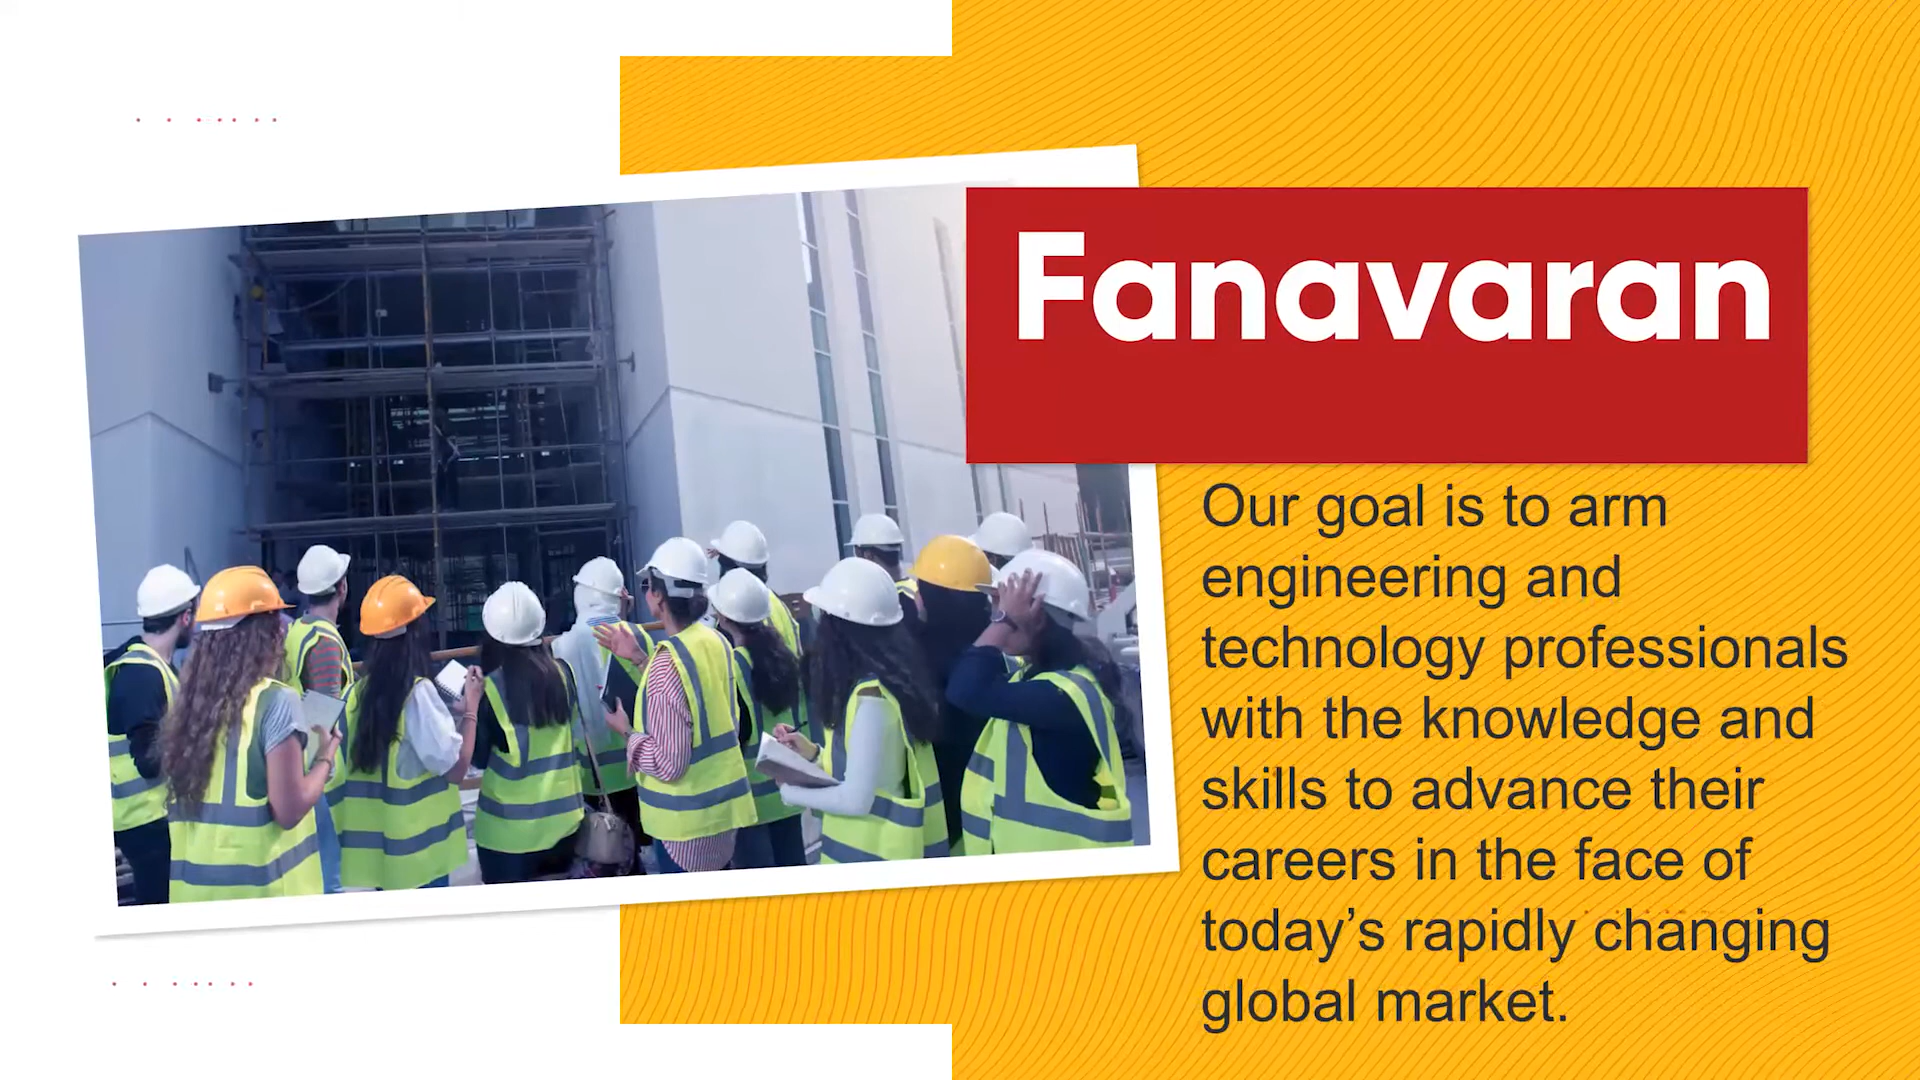 Fanavaran
Our goal is to arm
engineering and
technology professionals
with the knowledge and
skills to advance their
careers in the face of
today’s rapidly changing
global market.